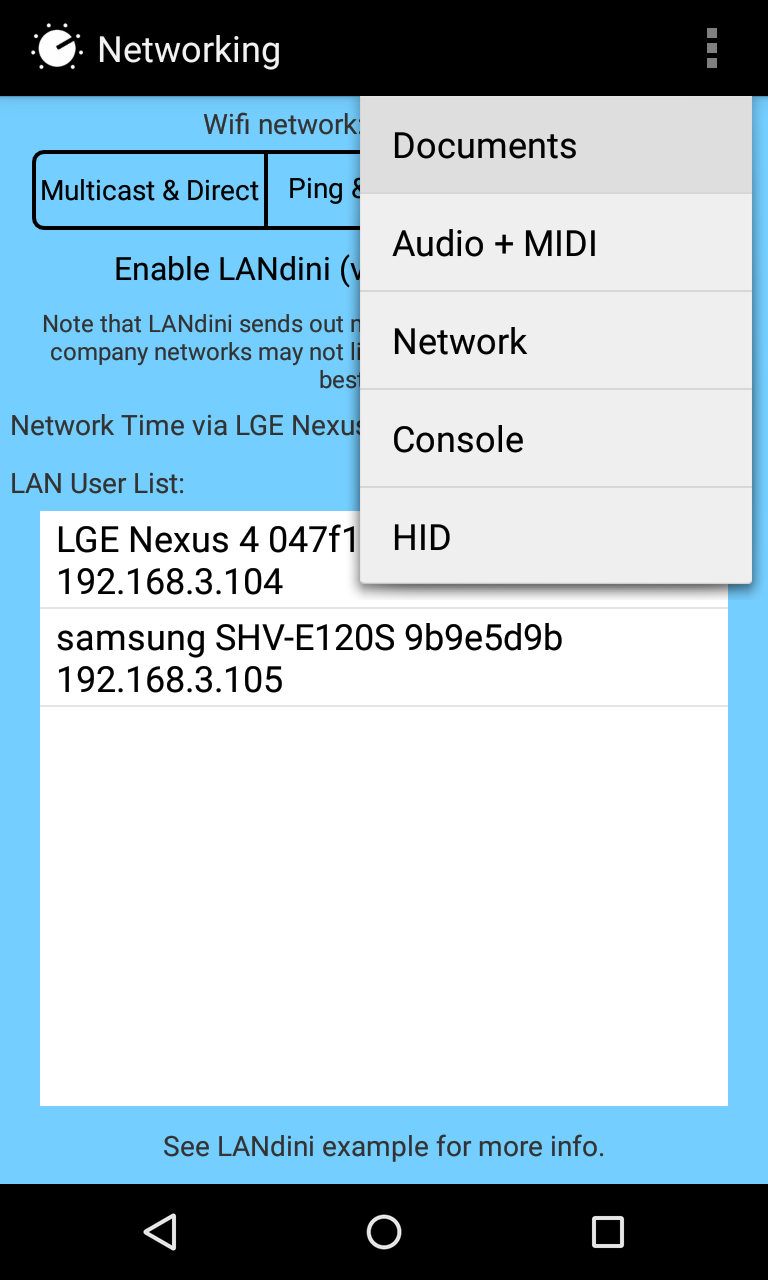 Networking
Wifi network:
Multicast & Direct
Ping &
Enable LANdini
Note that LANdini sends out
company networks may not
best
Network Time via LGE Nexus
LAN User List:
LGE Nexus 4 047f1
192.168.3.104
samsung SHV-E120S 9b9e5d9b
192.168.3.105
See LANdini example for more info.
Documents
Audio + MIDI
Network
Console
HID